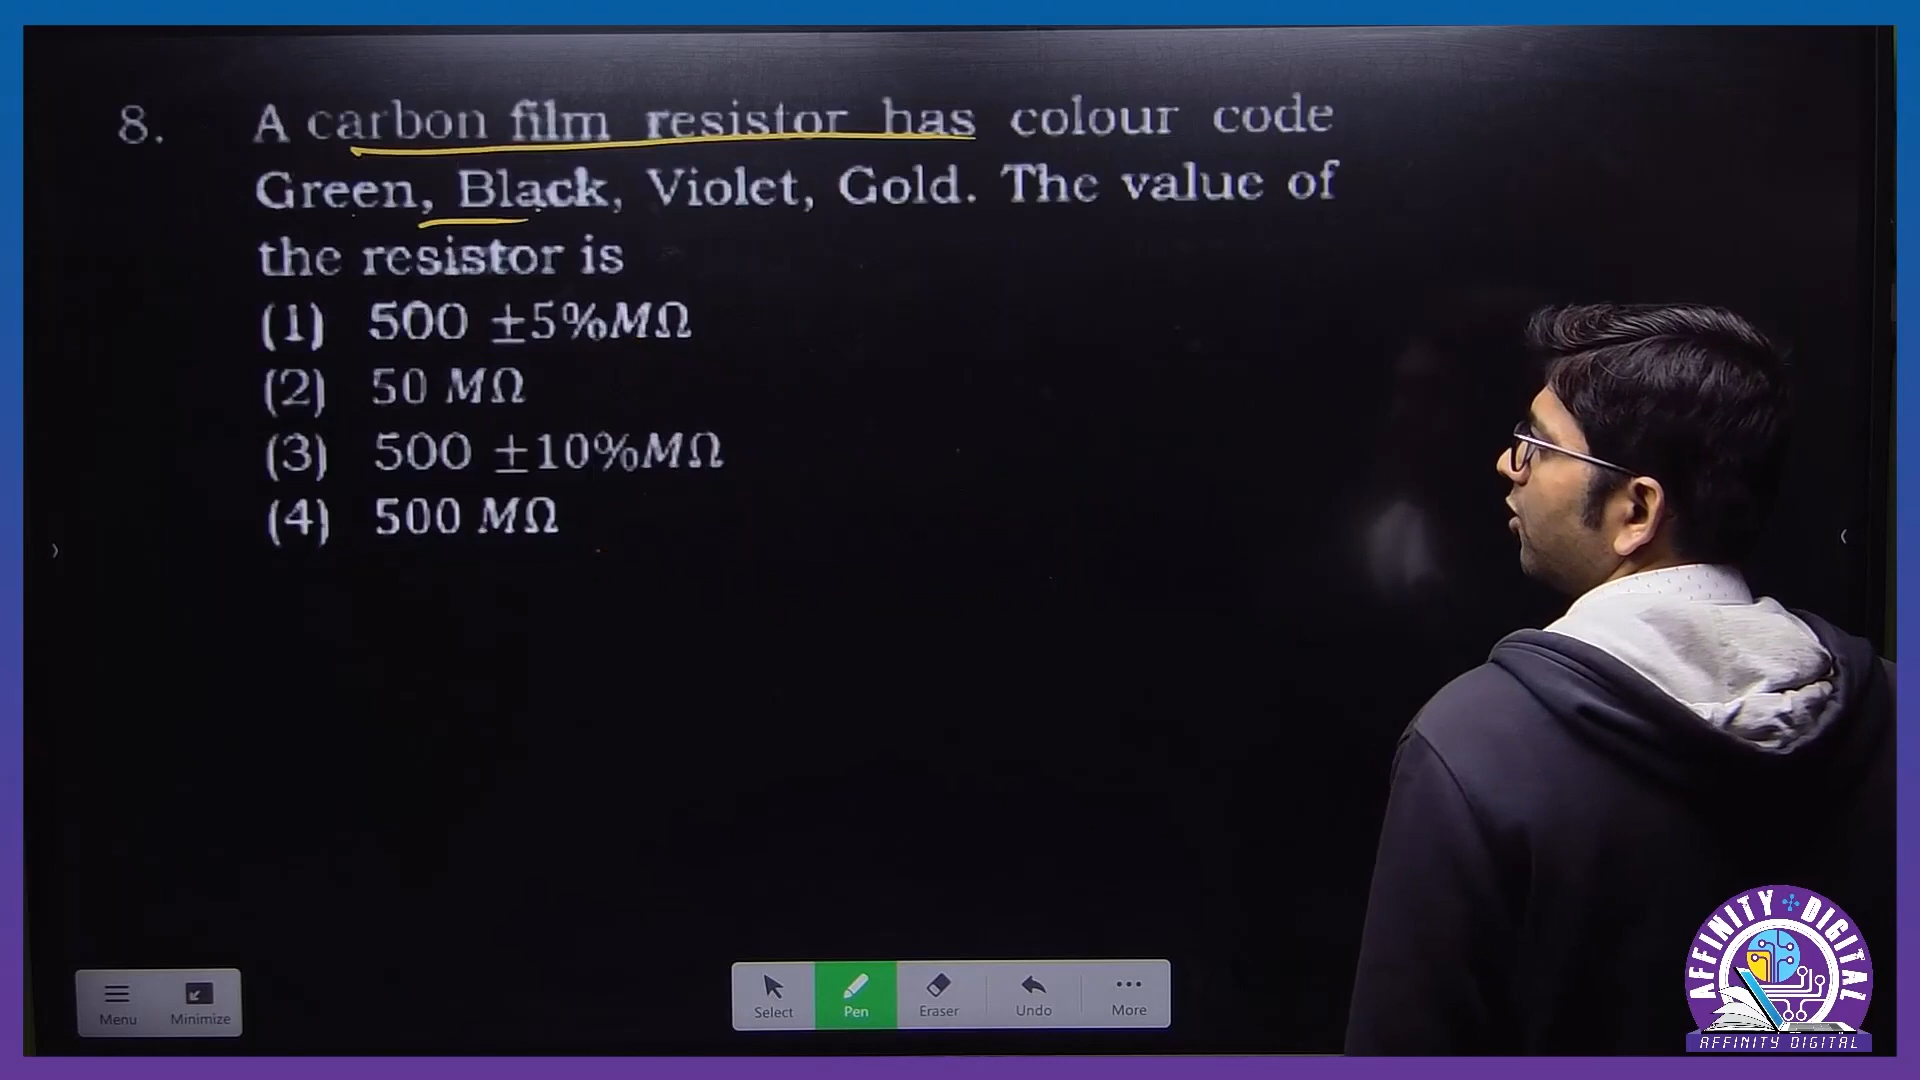 8. A carbon film resistor has colour code
Green, Black, Violet, Gold. The value of
the resistor is
(1) 500 ±5%MΩ
(2) 50 MΩ
(3) 500 ±10%MΩ
(4) 500 MΩ
Menu Minimize
Select Pen Eraser Undo More
AFFINITY DIGITAL
AFFINITY DIGITAL